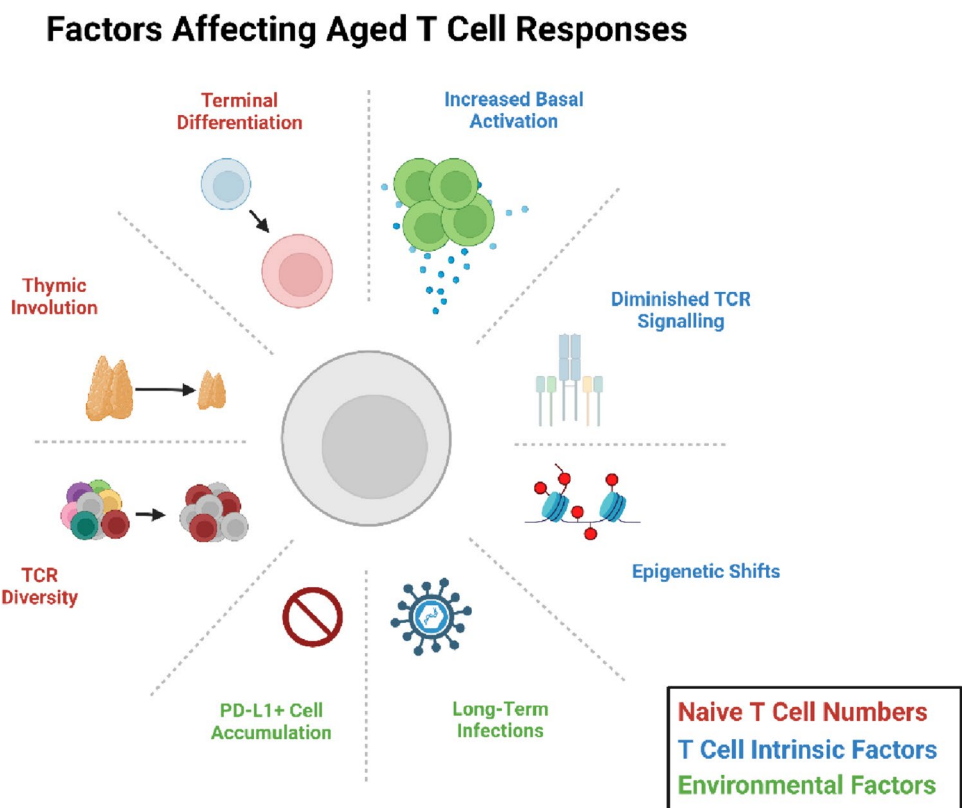 Factors Affecting Aged T Cell Responses
Terminal
Differentiation
Increased Basal
Activation
Thymic
Involution
Diminished TCR
Signalling
TCR
Diversity
Epigenetic Shifts
PD-L1+ Cell
Accumulation
Long-Term
Infections
Naive T Cell Numbers
T Cell Intrinsic Factors
Environmental Factors